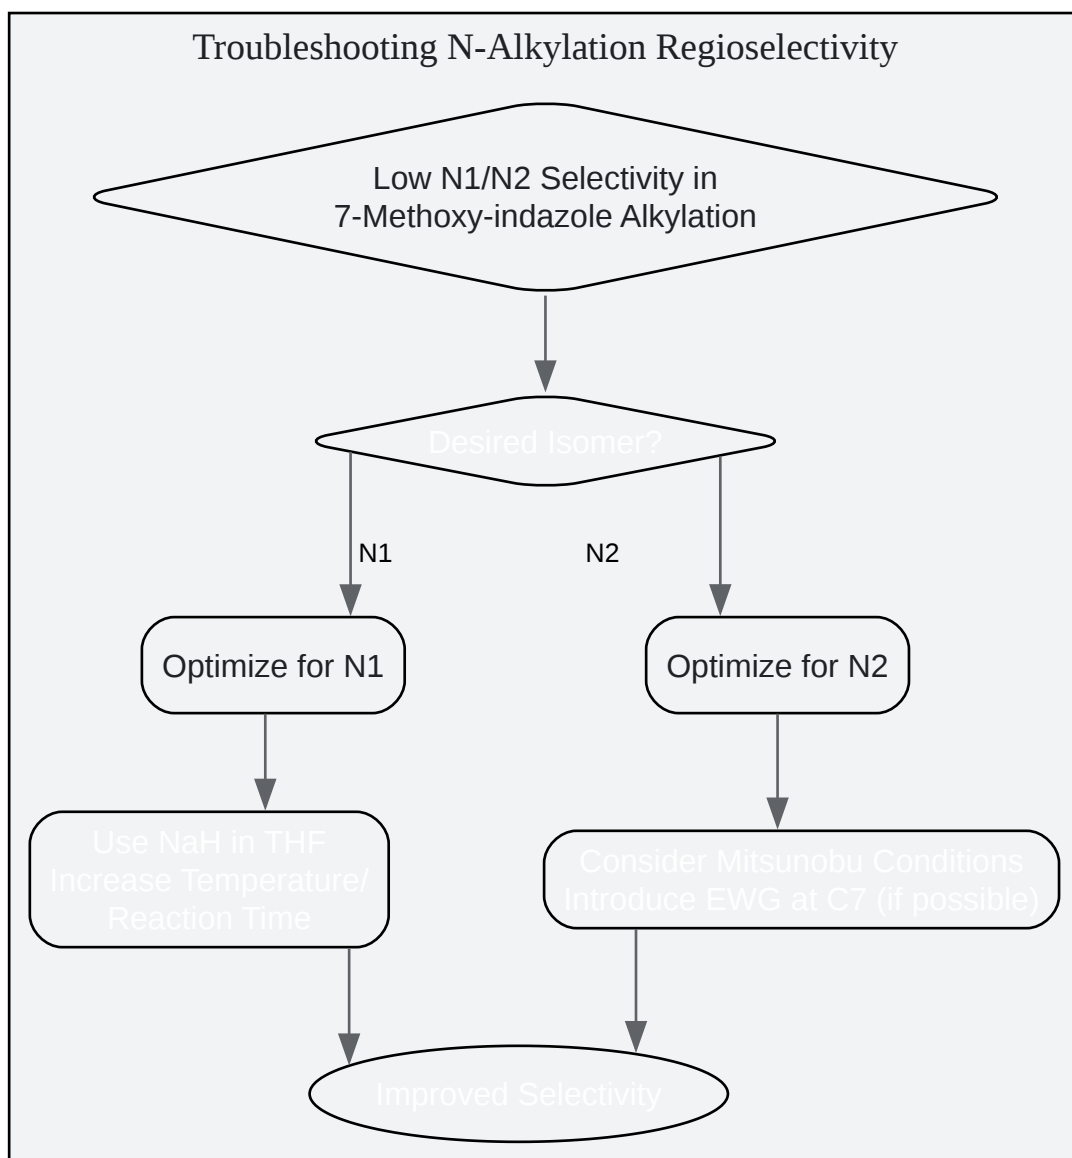 Troubleshooting N-Alkylation Regioselectivity
Low N1/N2 Selectivity in
7-Methoxy-indazole Alkylation
Desired Isomer?
N1
N2
Optimize for N1
Optimize for N2
Use NaH in THF
Increase Temperature/
Reaction Time
Consider Mitsunobu Conditions
Introduce EWG at C7 (if possible)
Improved Selectivity